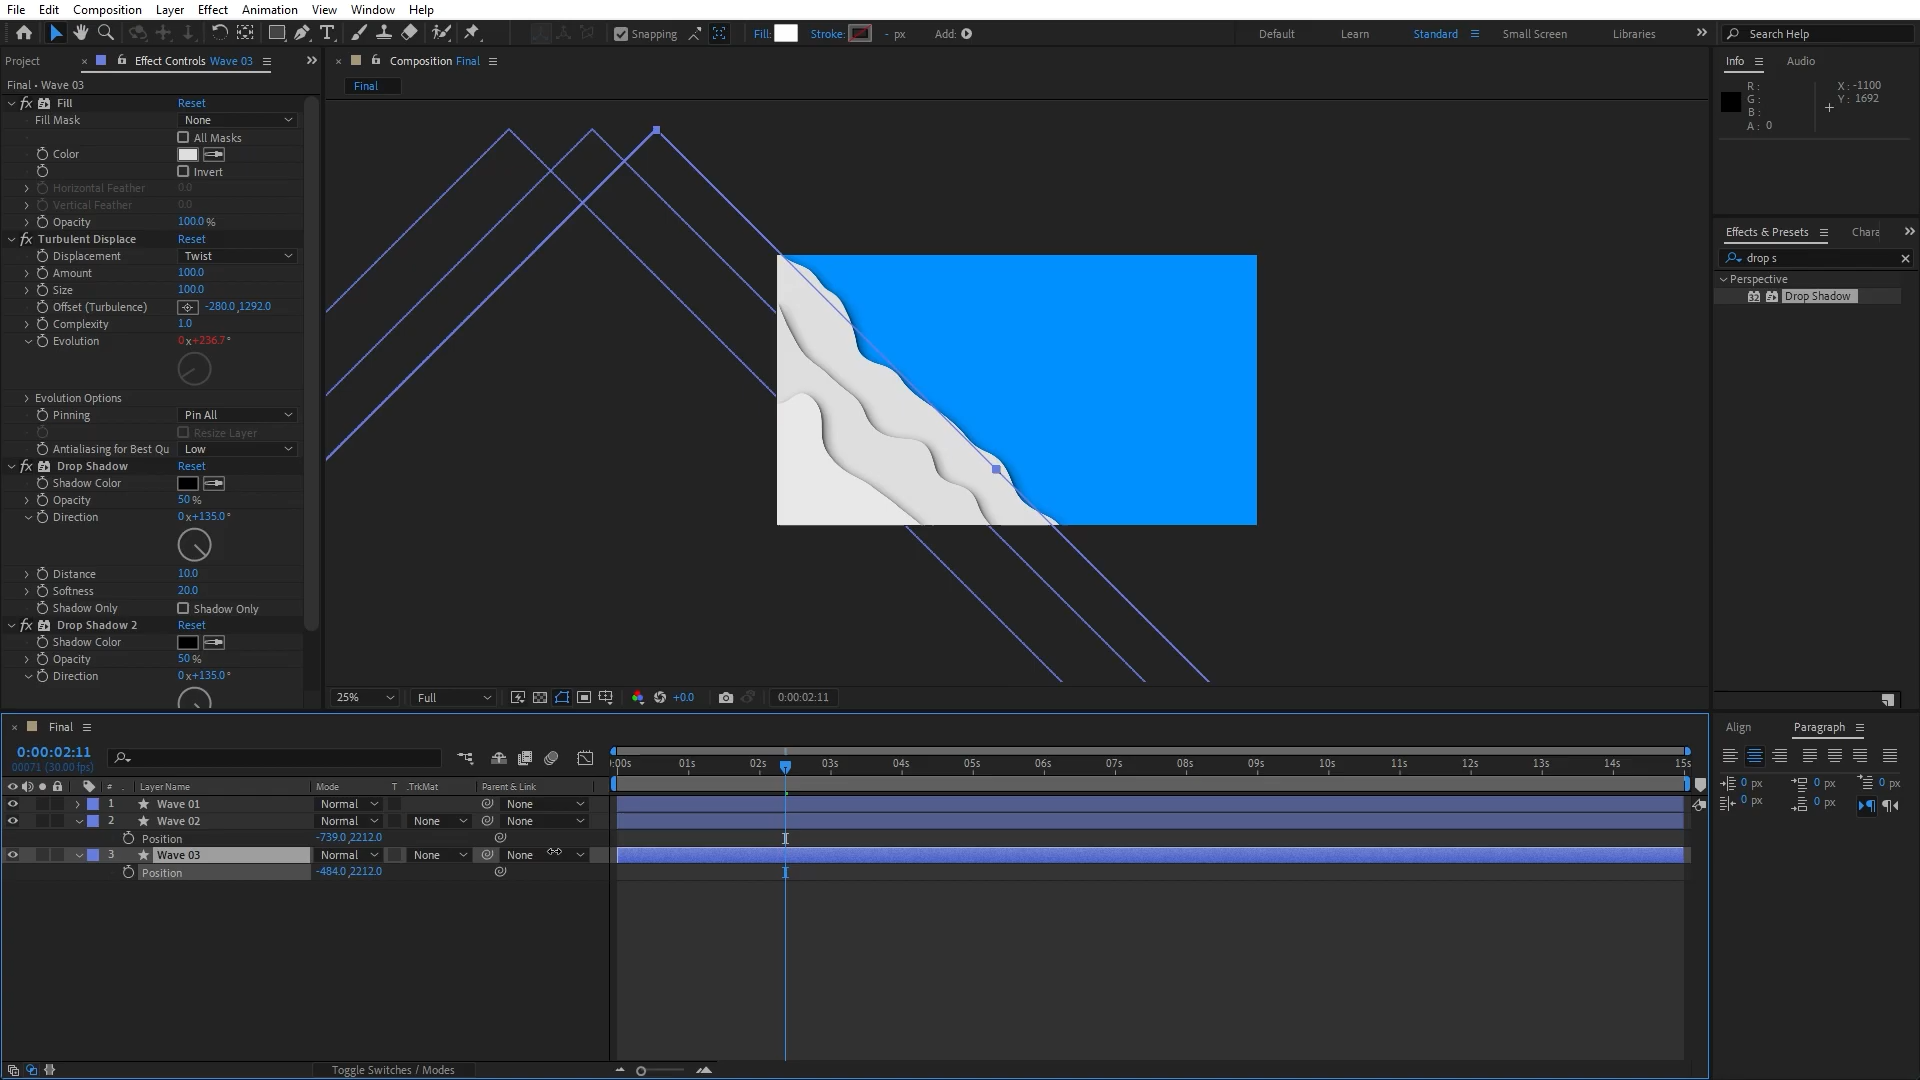 File Edit Composition Layer Effect Animation View Window Help
Snapping Fill: Stroke: - px Add: Default Learn Standard Small Screen Libraries Search Help
Project Effect Controls Wave 03 Composition Final Info Audio
Final • Wave 03
Final
R : X : -1100
G : Y : 1692
B :
A : 0
Fill Reset
Fill Mask None
All Masks
Color
Invert
Horizontal Feather 0.0
Vertical Feather 0.0
Opacity 100.0 %
Turbulent Displace Reset
Displacement Twist
Amount 100.0
Size 100.0
Offset (Turbulence) -280.0 ,1292.0
Complexity 1.0
Evolution 0 x+236.7 °
Evolution Options
Pinning Pin All
Resize Layer
Antialiasing for Best Qu Low
Drop Shadow Reset
Shadow Color
Opacity 50 %
Direction 0 x+135.0 °
Distance 10.0
Softness 20.0
Shadow Only Shadow Only
Drop Shadow 2 Reset
Shadow Color
Opacity 50 %
Direction 0 x+135.0 °
Effects & Presets Chara
drop s
Perspective
32 Drop Shadow
25% Full +0.0 0:00:02:11
Final
0:00:02:11
00071 (30.00 fps)
:00s 01s 02s 03s 04s 05s 06s 07s 08s 09s 10s 11s 12s 13s 14s 15s
# . Layer Name Mode T .TrkMat Parent & Link
1 Wave 01 Normal None
2 Wave 02 Normal None None
Position -739.0 ,2212.0
3 Wave 03 Normal None None
Position -484.0 ,2212.0
Toggle Switches / Modes
Align Paragraph
0 px 0 px 0 px
0 px 0 px